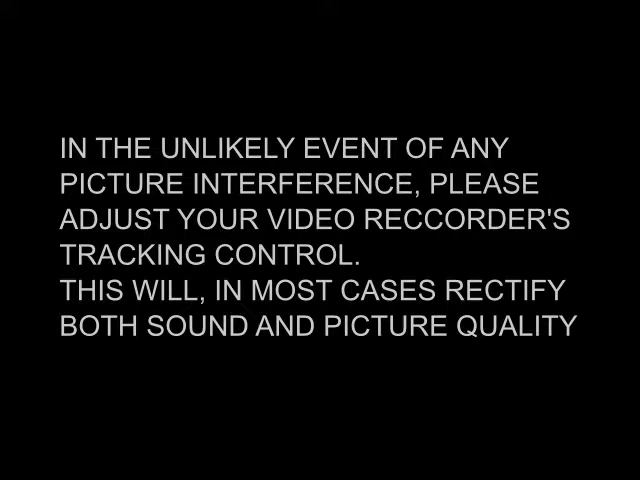 IN THE UNLIKELY EVENT OF ANY
PICTURE INTERFERENCE, PLEASE
ADJUST YOUR VIDEO RECCORDER'S
TRACKING CONTROL.
THIS WILL, IN MOST CASES RECTIFY
BOTH SOUND AND PICTURE QUALITY